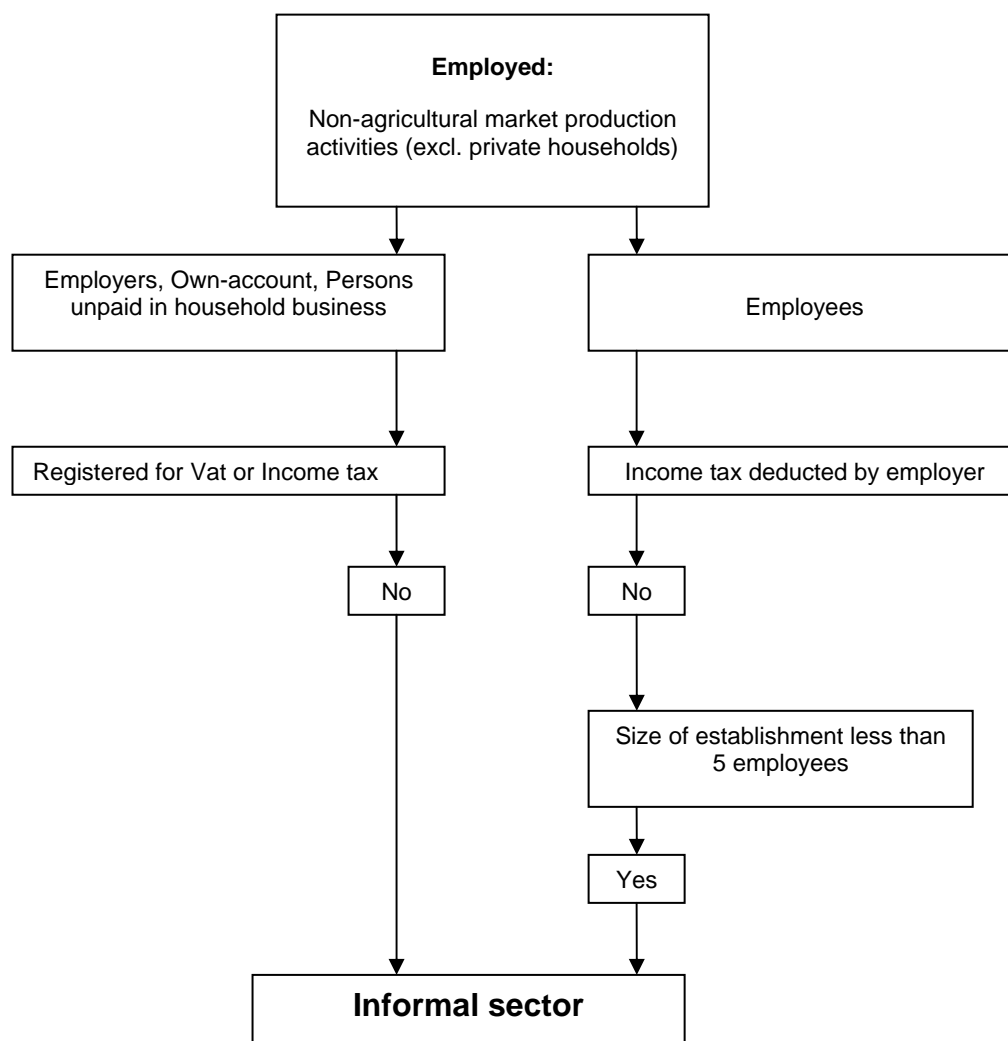 Employed:
Non-agricultural market production
activities (excl. private households)
Employers, Own-account, Persons
unpaid in household business
Employees
Registered for Vat or Income tax
Income tax deducted by employer
No
No
Size of establishment less than
5 employees
Yes
Informal sector